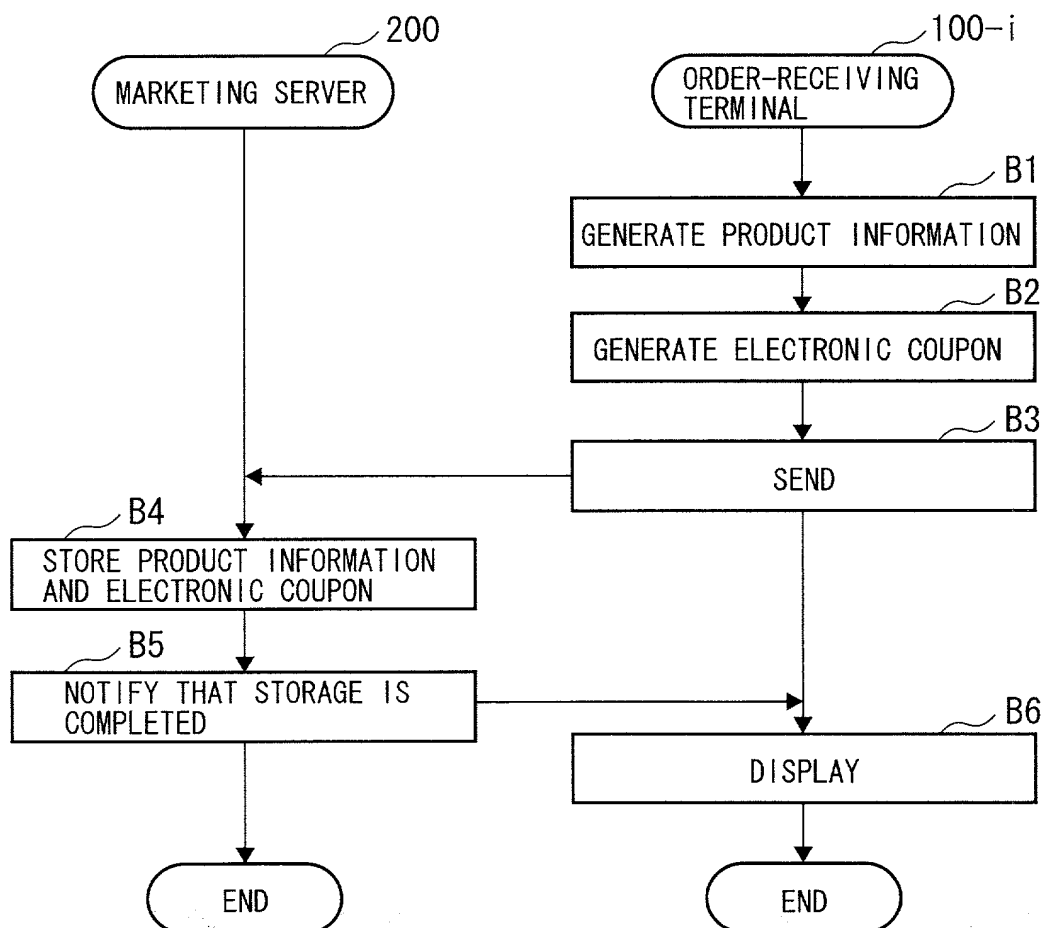 200
MARKETING SERVER
100-i
ORDER-RECEIVING
TERMINAL
B1
GENERATE PRODUCT INFORMATION
B2
GENERATE ELECTRONIC COUPON
B3
SEND
B4
STORE PRODUCT INFORMATION
AND ELECTRONIC COUPON
B5
NOTIFY THAT STORAGE IS
COMPLETED
B6
DISPLAY
END
END